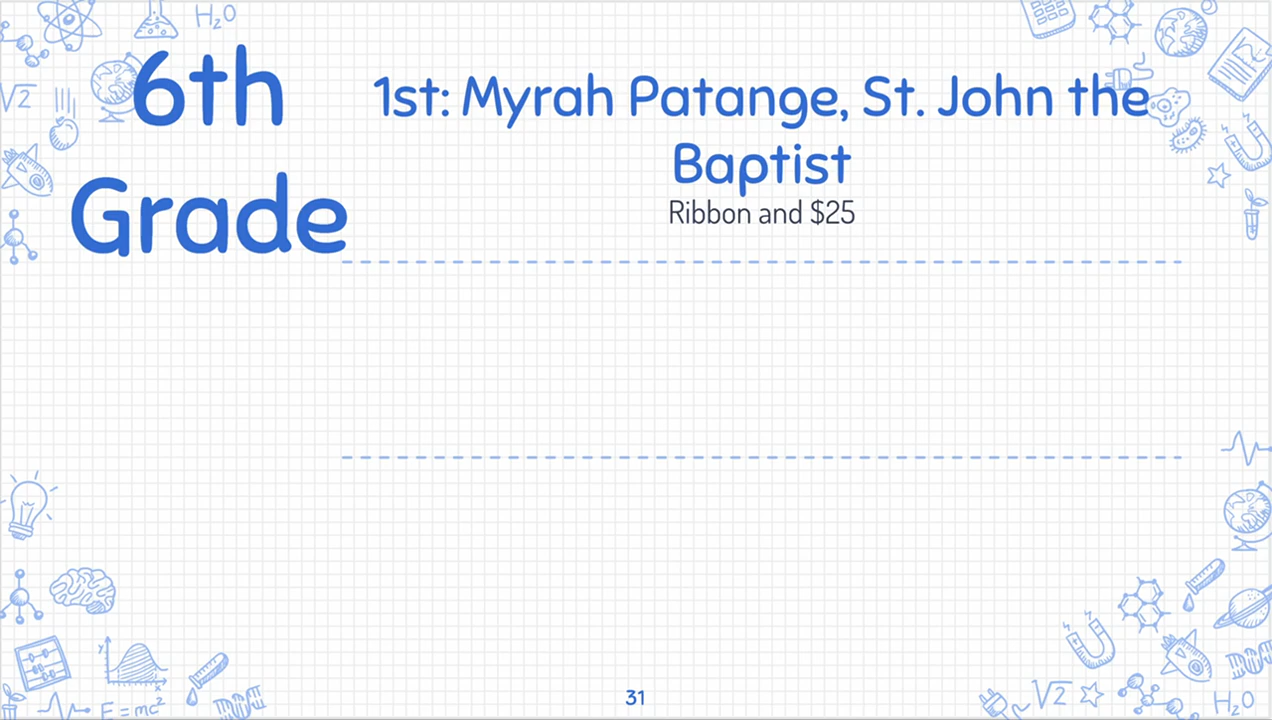 H₂O
√2
6th
Grade
1st: Myrah Patange, St. John the
Baptist
Ribbon and $25
y
x
E=mc²
31
√2
H₂O